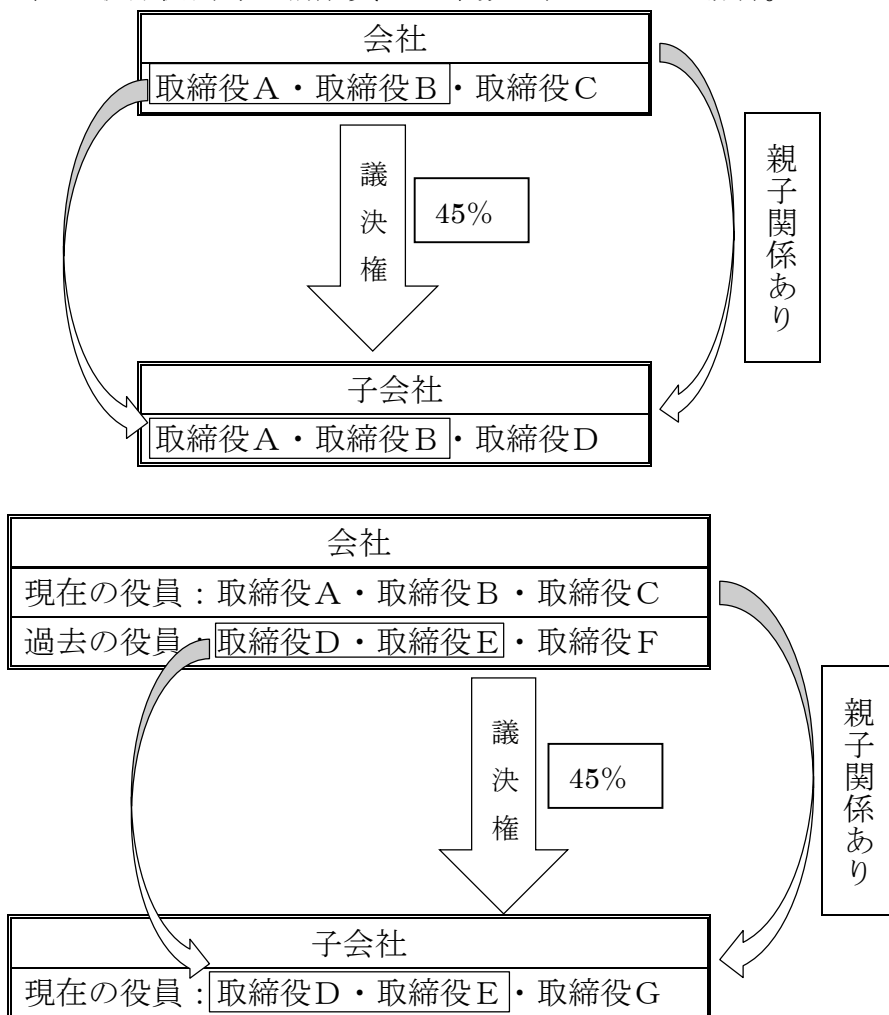 会社
取締役A・取締役B・取締役C
議決権
45%
親子関係あり
子会社
取締役A・取締役B・取締役D
会社
現在の役員:取締役A・取締役B・取締役C
過去の役員:取締役D・取締役E・取締役F
議決権
45%
親子関係あり
子会社
現在の役員:取締役D・取締役E・取締役G